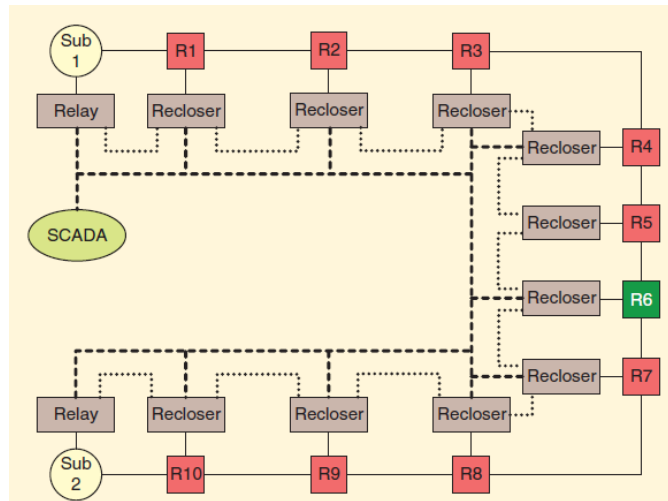 Sub
1
R1
R2
R3
Relay
Recloser
Recloser
Recloser
Recloser
R4
Recloser
R5
SCADA
Recloser
R6
Recloser
R7
Relay
Recloser
Recloser
Recloser
Sub
2
R10
R9
R8